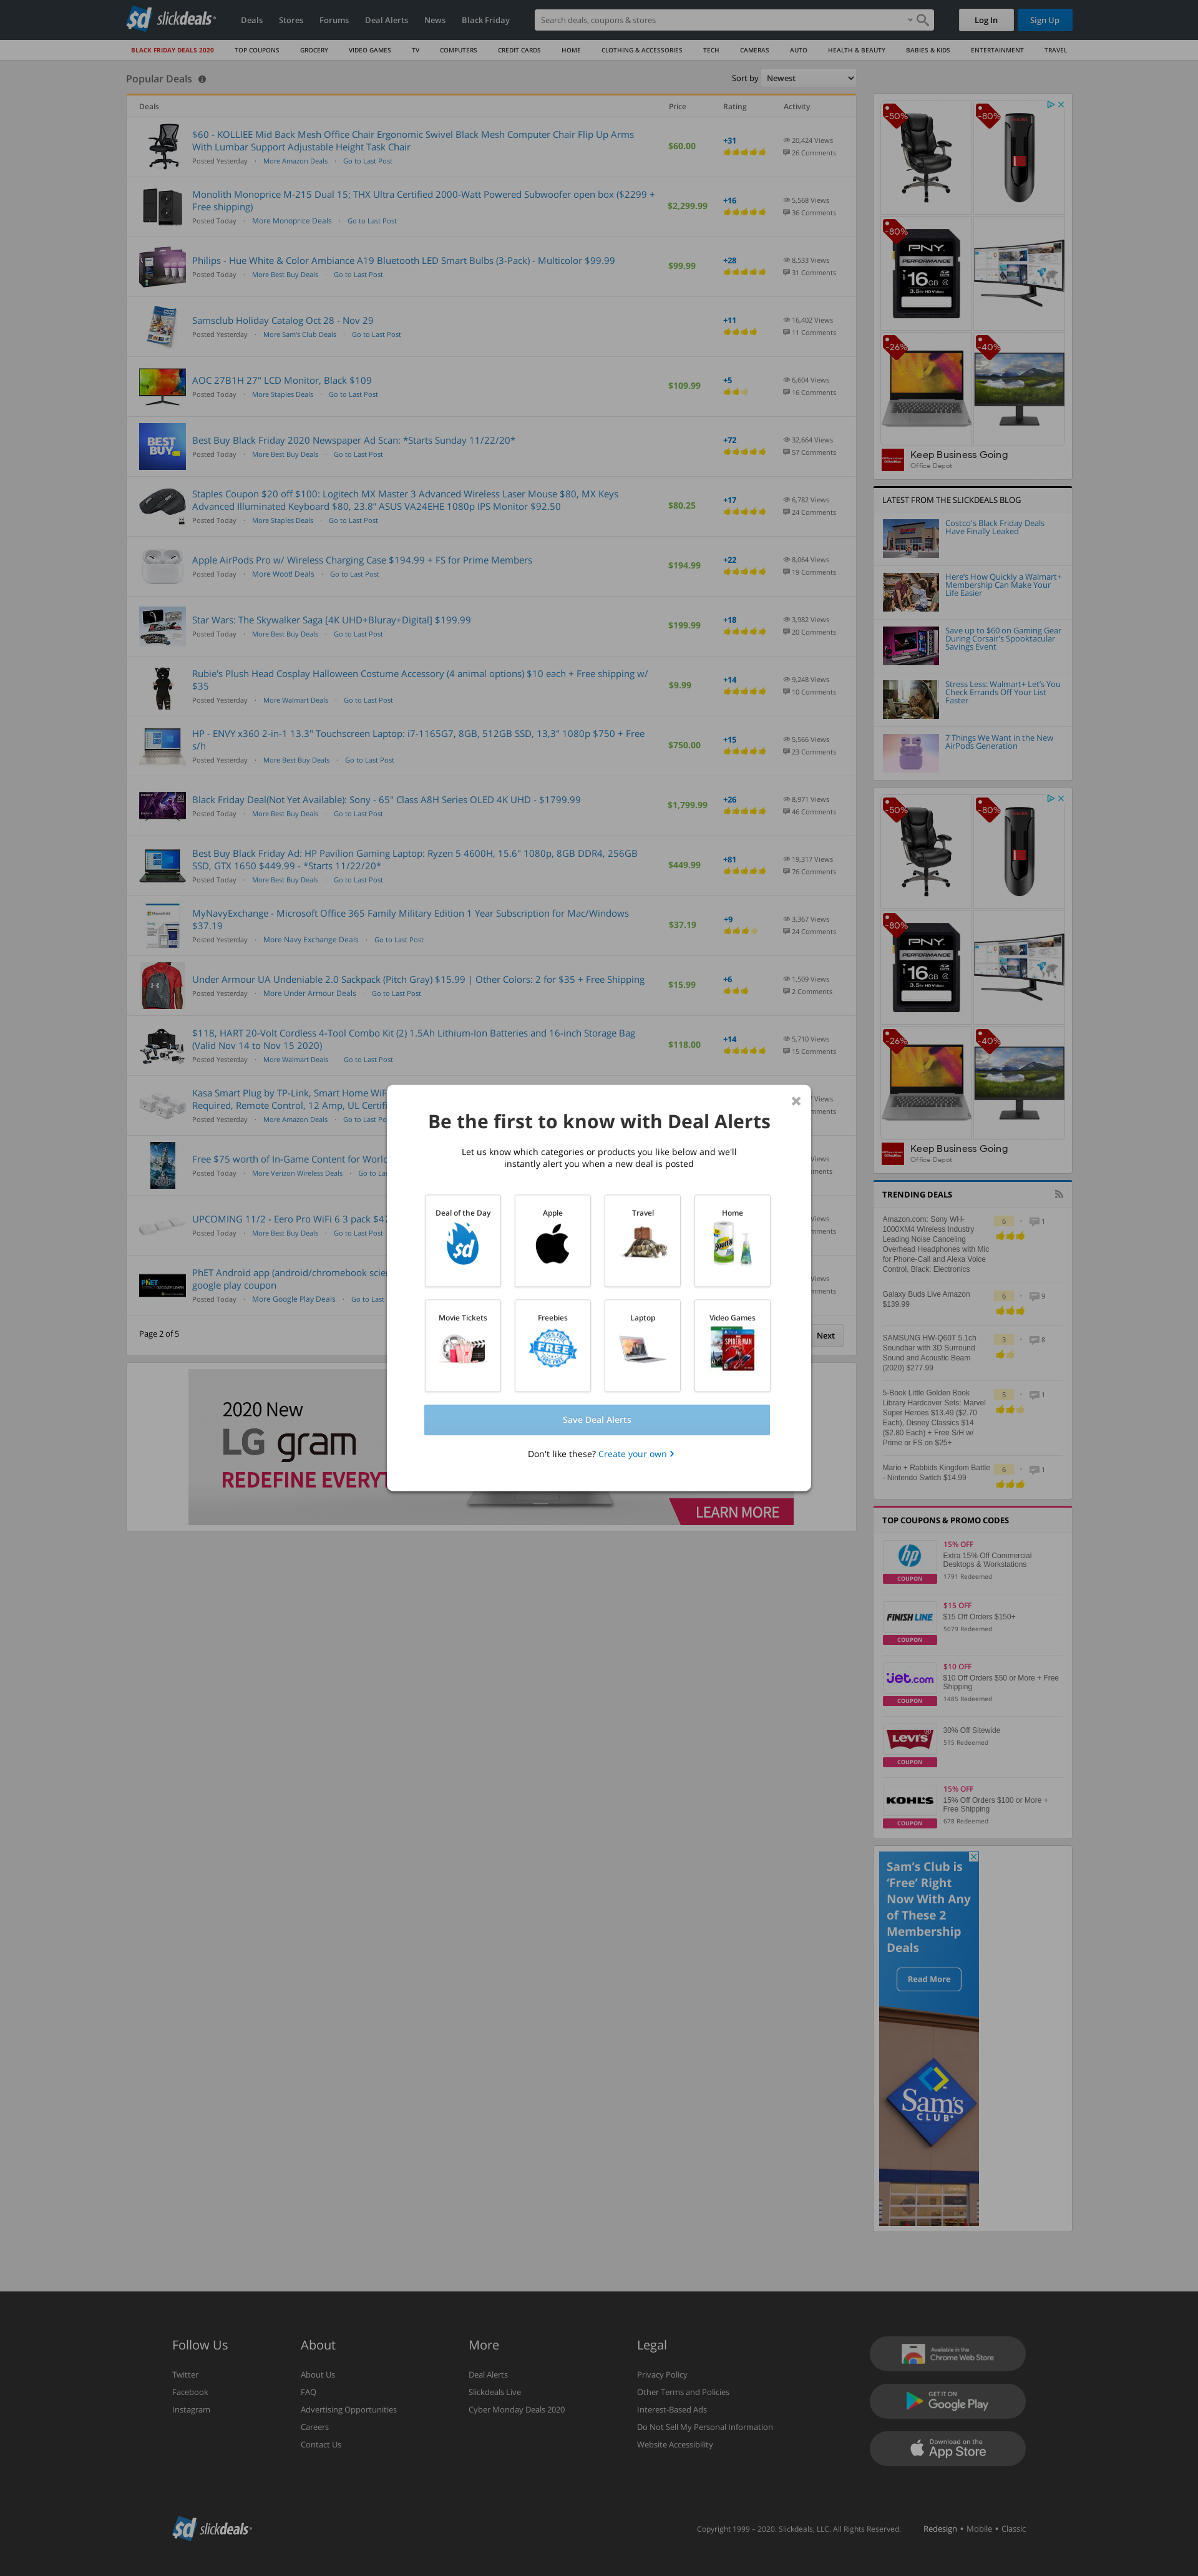 sd slickdeals
Deals Stores Forums Deal Alerts News Black Friday
Search deals, coupons & stores
Log In Sign Up
BLACK FRIDAY DEALS 2020 TOP COUPONS GROCERY VIDEO GAMES TV COMPUTERS CREDIT CARDS HOME CLOTHING & ACCESSORIES TECH CAMERAS AUTO HEALTH & BEAUTY BABIES & KIDS ENTERTAINMENT TRAVEL
Popular Deals
Sort by Newest
Deals Price Rating Activity
$60 - KOLLIEE Mid Back Mesh Office Chair Ergonomic Swivel Black Mesh Computer Chair Flip Up Arms
With Lumbar Support Adjustable Height Task Chair
Posted Yesterday · More Amazon Deals · Go to Last Post
$60.00
+31
20,424 Views
26 Comments
Monolith Monoprice M-215 Dual 15; THX Ultra Certified 2000-Watt Powered Subwoofer open box ($2299 +
Free shipping)
Posted Today · More Monoprice Deals · Go to Last Post
$2,299.99
+16
5,568 Views
36 Comments
Philips - Hue White & Color Ambiance A19 Bluetooth LED Smart Bulbs (3-Pack) - Multicolor $99.99
Posted Today · More Best Buy Deals · Go to Last Post
$99.99
+28
8,533 Views
31 Comments
Samsclub Holiday Catalog Oct 28 - Nov 29
Posted Yesterday · More Sam's Club Deals · Go to Last Post
+11
16,402 Views
11 Comments
AOC 27B1H 27" LCD Monitor, Black $109
Posted Today · More Staples Deals · Go to Last Post
$109.99
+5
6,604 Views
16 Comments
BEST
BUY
Best Buy Black Friday 2020 Newspaper Ad Scan: *Starts Sunday 11/22/20*
Posted Today · More Best Buy Deals · Go to Last Post
+72
32,664 Views
57 Comments
Staples Coupon $20 off $100: Logitech MX Master 3 Advanced Wireless Laser Mouse $80, MX Keys
Advanced Illuminated Keyboard $80, 23.8" ASUS VA24EHE 1080p IPS Monitor $92.50
Posted Today · More Staples Deals · Go to Last Post
$80.25
+17
6,782 Views
24 Comments
Apple AirPods Pro w/ Wireless Charging Case $194.99 + FS for Prime Members
Posted Today · More Woot! Deals · Go to Last Post
$194.99
+22
8,064 Views
19 Comments
Star Wars: The Skywalker Saga [4K UHD+Bluray+Digital] $199.99
Posted Today · More Best Buy Deals · Go to Last Post
$199.99
+18
3,982 Views
20 Comments
Rubie's Plush Head Cosplay Halloween Costume Accessory (4 animal options) $10 each + Free shipping w/
$35
Posted Yesterday · More Walmart Deals · Go to Last Post
$9.99
+14
9,248 Views
10 Comments
HP - ENVY x360 2-in-1 13.3" Touchscreen Laptop: i7-1165G7, 8GB, 512GB SSD, 13,3" 1080p $750 + Free
s/h
Posted Yesterday · More Best Buy Deals · Go to Last Post
$750.00
+15
5,566 Views
23 Comments
Black Friday Deal(Not Yet Available): Sony - 65" Class A8H Series OLED 4K UHD - $1799.99
Posted Today · More Best Buy Deals · Go to Last Post
$1,799.99
+26
8,971 Views
46 Comments
Best Buy Black Friday Ad: HP Pavilion Gaming Laptop: Ryzen 5 4600H, 15.6" 1080p, 8GB DDR4, 256GB
SSD, GTX 1650 $449.99 - *Starts 11/22/20*
Posted Today · More Best Buy Deals · Go to Last Post
$449.99
+81
19,317 Views
76 Comments
MyNavyExchange - Microsoft Office 365 Family Military Edition 1 Year Subscription for Mac/Windows
$37.19
Posted Yesterday · More Navy Exchange Deals · Go to Last Post
$37.19
+9
3,367 Views
24 Comments
Under Armour UA Undeniable 2.0 Sackpack (Pitch Gray) $15.99 | Other Colors: 2 for $35 + Free Shipping
Posted Yesterday · More Under Armour Deals · Go to Last Post
$15.99
+6
1,509 Views
2 Comments
$118, HART 20-Volt Cordless 4-Tool Combo Kit (2) 1.5Ah Lithium-Ion Batteries and 16-inch Storage Bag
(Valid Nov 14 to Nov 15 2020)
Posted Yesterday · More Walmart Deals · Go to Last Post
$118.00
+14
5,710 Views
15 Comments
Kasa Smart Plug by TP-Link, Smart Home WiF
Required, Remote Control, 12 Amp, UL Certifi
Posted Yesterday · More Amazon Deals · Go to Last Po
Views
mments
Free $75 worth of In-Game Content for World
Posted Today · More Verizon Wireless Deals · Go to Las
Views
ments
UPCOMING 11/2 - Eero Pro WiFi 6 3 pack $47
Posted Today · More Best Buy Deals · Go to Last Post
Views
mments
PhET Android app (android/chromebook scien
google play coupon
Posted Today · More Google Play Deals · Go to Last
Views
mments
Page 2 of 5
Next
2020 New
LG gram
REDEFINE EVERYT
LEARN MORE
Be the first to know with Deal Alerts
Let us know which categories or products you like below and we'll
instantly alert you when a new deal is posted
Deal of the Day Apple Travel Home
sd
Bounty
Movie Tickets Freebies Laptop Video Games
FREE
SPIDER-MAN
Save Deal Alerts
Don't like these? Create your own
-50% -80%
-80%
PNY
PERFORMANCE
16GB
-26% -40%
Keep Business Going
Office Depot
LATEST FROM THE SLICKDEALS BLOG
Costco's Black Friday Deals
Have Finally Leaked
Here's How Quickly a Walmart+
Membership Can Make Your
Life Easier
Save up to $60 on Gaming Gear
During Corsair's Spooktacular
Savings Event
Stress Less: Walmart+ Let's You
Check Errands Off Your List
Faster
7 Things We Want in the New
AirPods Generation
-50% -80%
-80%
PNY
PERFORMANCE
16GB
-26% -40%
Keep Business Going
Office Depot
TRENDING DEALS
Amazon.com: Sony WH-
1000XM4 Wireless Industry
Leading Noise Canceling
Overhead Headphones with Mic
for Phone-Call and Alexa Voice
Control, Black: Electronics
6 · 1
Galaxy Buds Live Amazon
$139.99
6 · 9
SAMSUNG HW-Q60T 5.1ch
Soundbar with 3D Surround
Sound and Acoustic Beam
(2020) $277.99
3 · 8
5-Book Little Golden Book
Library Hardcover Sets: Marvel
Super Heroes $13.49 ($2.70
Each), Disney Classics $14
($2.80 Each) + Free S/H w/
Prime or FS on $25+
5 · 1
Mario + Rabbids Kingdom Battle
- Nintendo Switch $14.99
6 · 1
TOP COUPONS & PROMO CODES
hp
COUPON
15% OFF
Extra 15% Off Commercial
Desktops & Workstations
1791 Redeemed
FINISH LINE
COUPON
$15 OFF
$15 Off Orders $150+
5079 Redeemed
jet.com
COUPON
$10 OFF
$10 Off Orders $50 or More + Free
Shipping
1485 Redeemed
LEVI'S
COUPON
30% Off Sitewide
515 Redeemed
KOHL'S
COUPON
15% OFF
15% Off Orders $100 or More +
Free Shipping
678 Redeemed
Sam's Club is
'Free' Right
Now With Any
of These 2
Membership
Deals
Read More
Sam's
CLUB
Follow Us About More Legal
Twitter
Facebook
Instagram
About Us
FAQ
Advertising Opportunities
Careers
Contact Us
Deal Alerts
Slickdeals Live
Cyber Monday Deals 2020
Privacy Policy
Other Terms and Policies
Interest-Based Ads
Do Not Sell My Personal Information
Website Accessibility
Available in the
Chrome Web Store
GET IT ON
Google Play
Download on the
App Store
sd slickdeals
Copyright 1999 – 2020. Slickdeals, LLC. All Rights Reserved. Redesign • Mobile • Classic